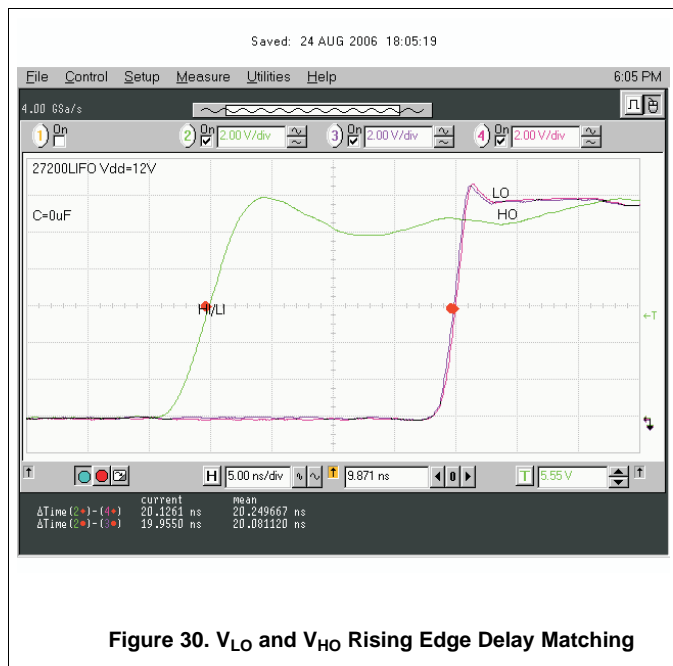 Saved: 24 AUG 2006 18:05:19
File Control Setup Measure Utilities Help 6:05 PM
4.00 GSa/s
1 On 2 On 2.00 V/div 3 On 2.00 V/div 4 On 2.00 V/div
27200LIFO Vdd=12V
LO
C=0uF
HO
HI/LI
←T
H 5.00 ns/div 9.871 ns 0 T 5.55 V
current mean
ΔTime(2●)-(4●) 20.1261 ns 20.249667 ns
ΔTime(2●)-(3●) 19.9550 ns 20.081120 ns
Figure 30. VLO and VHO Rising Edge Delay Matching